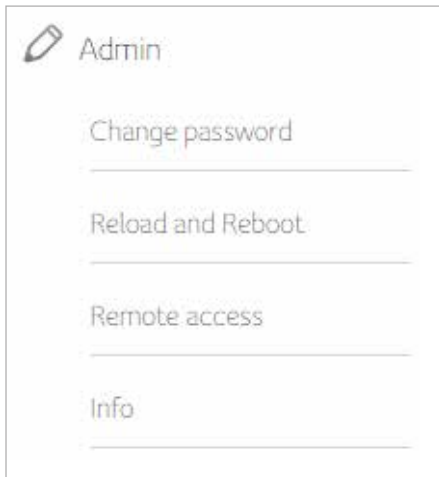 Admin
Change password
Reload and Reboot
Remote access
Info